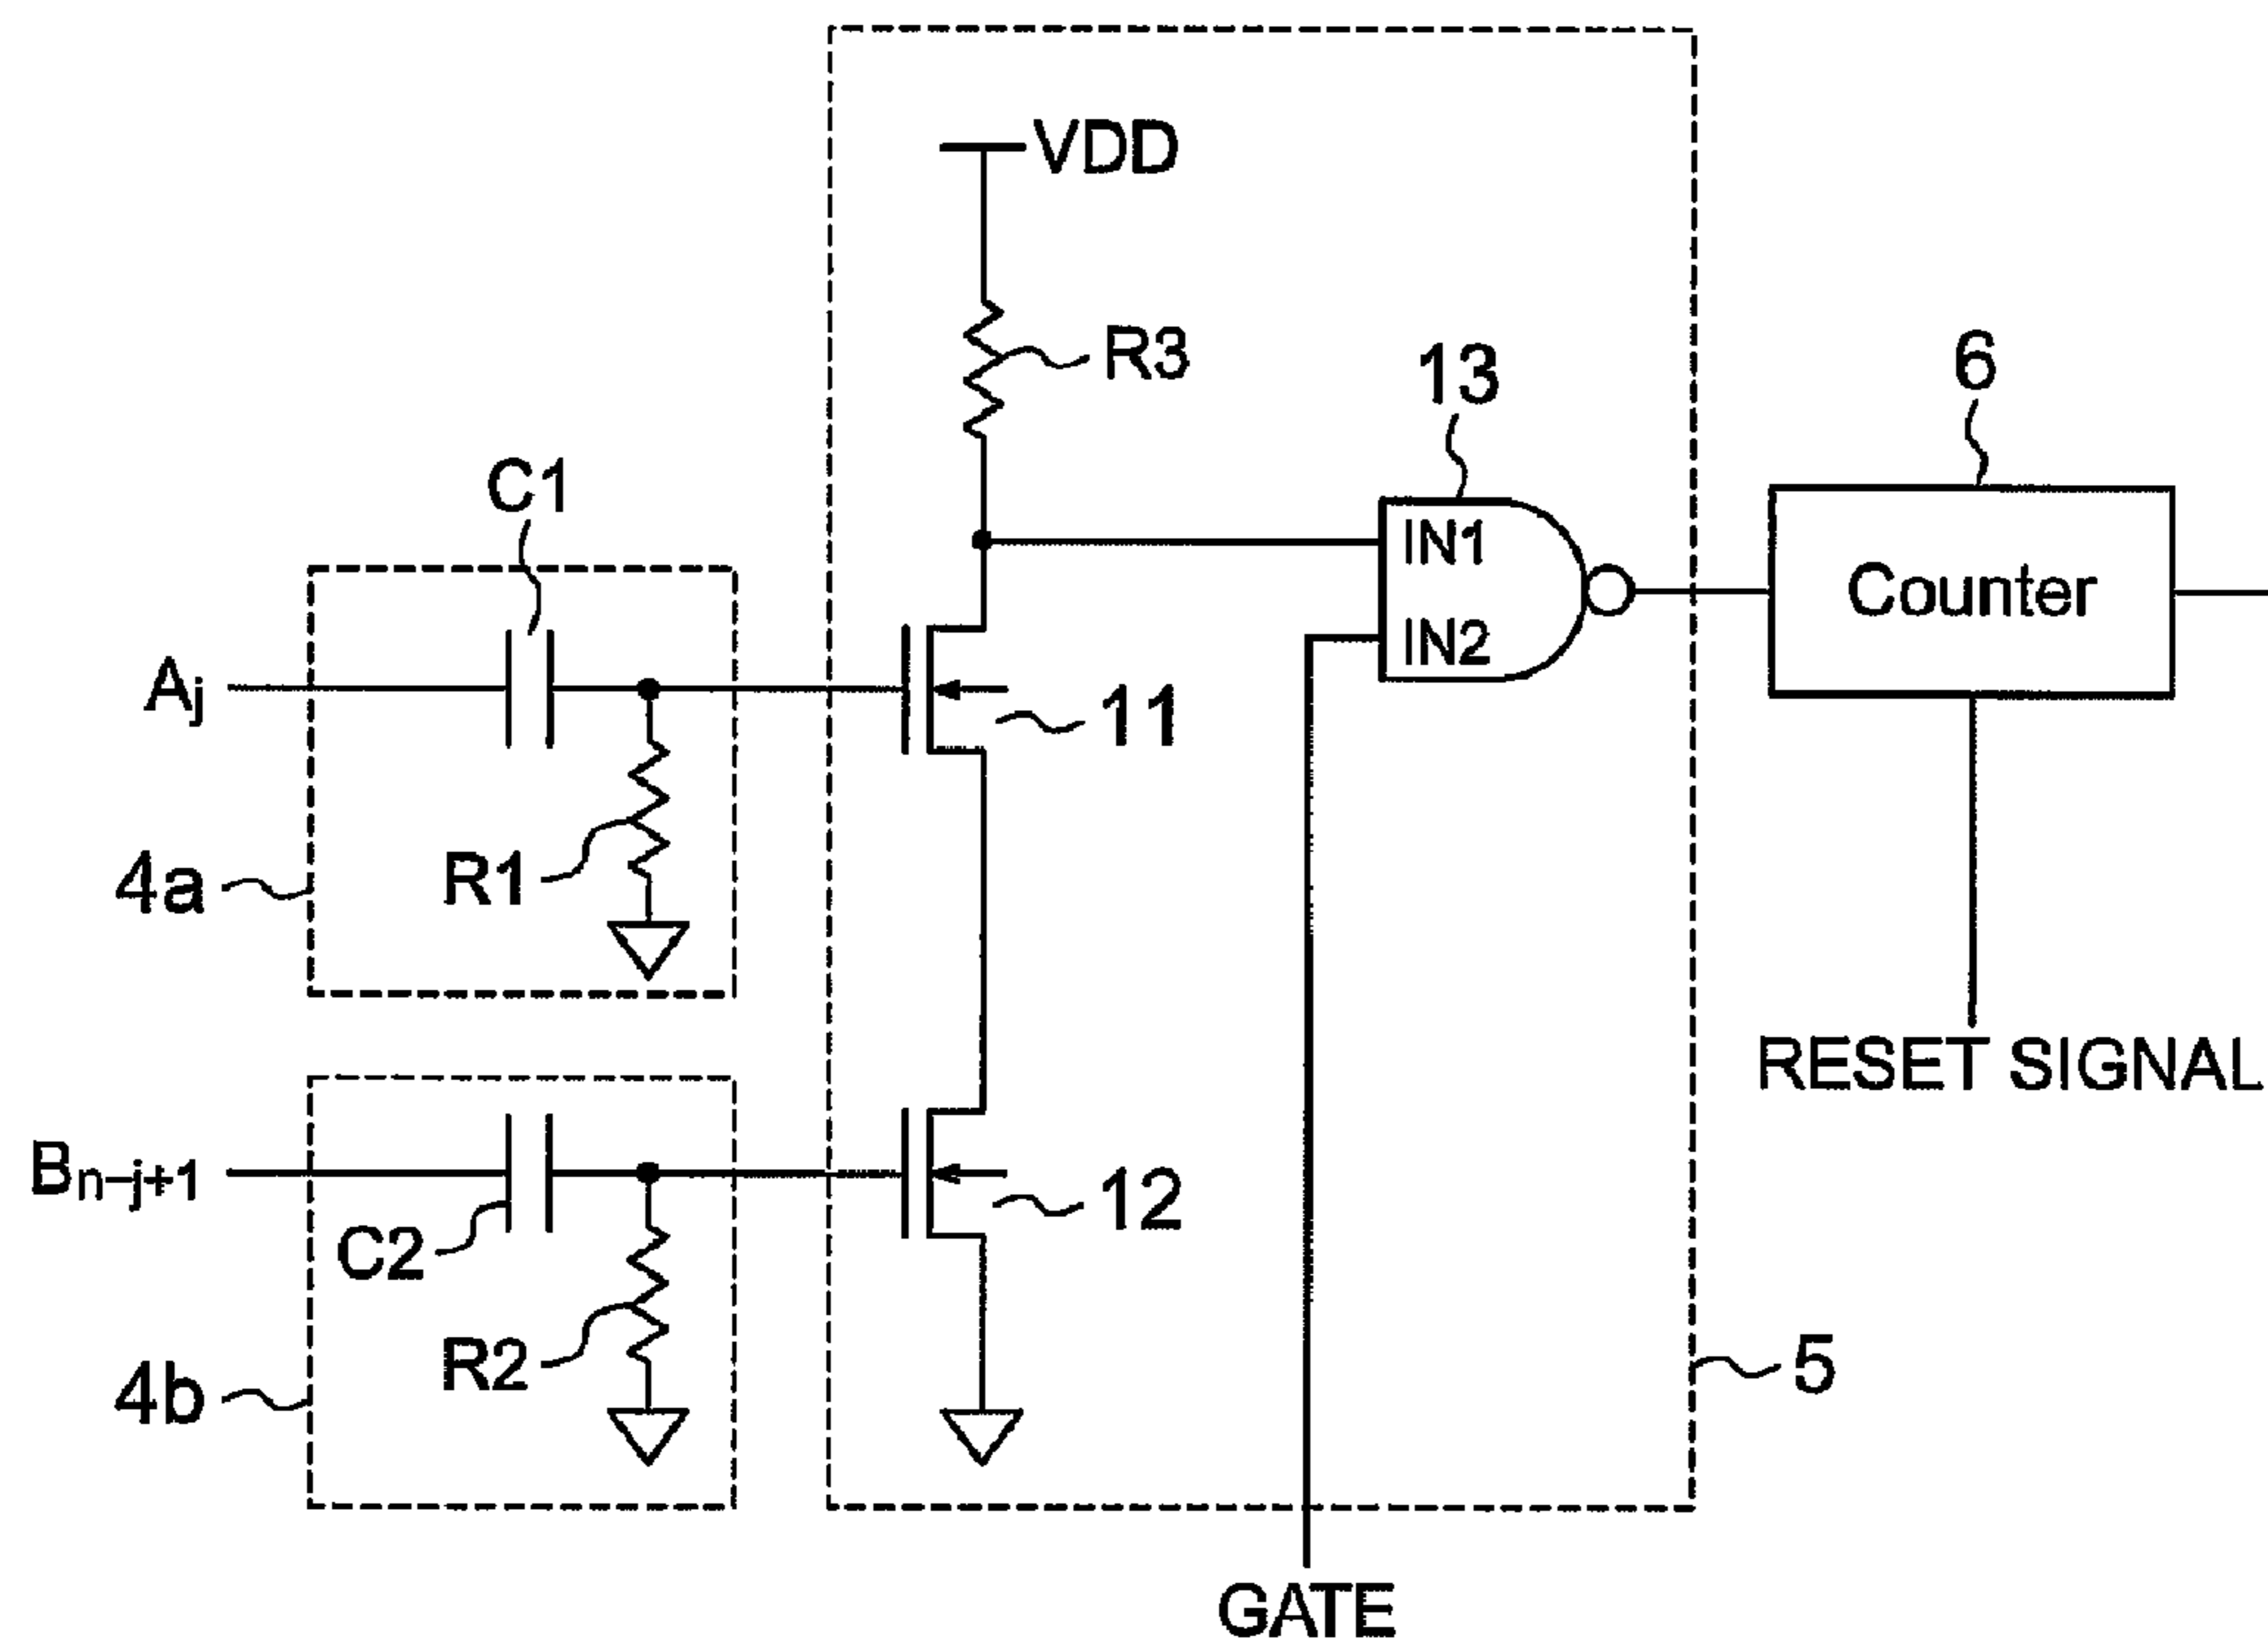 VDD
R3
13
6
C1
IN1
Counter
IN2
Aj
11
R1
4a
RESET SIGNAL
Bn-j+1
12
C2
R2
5
4b
GATE